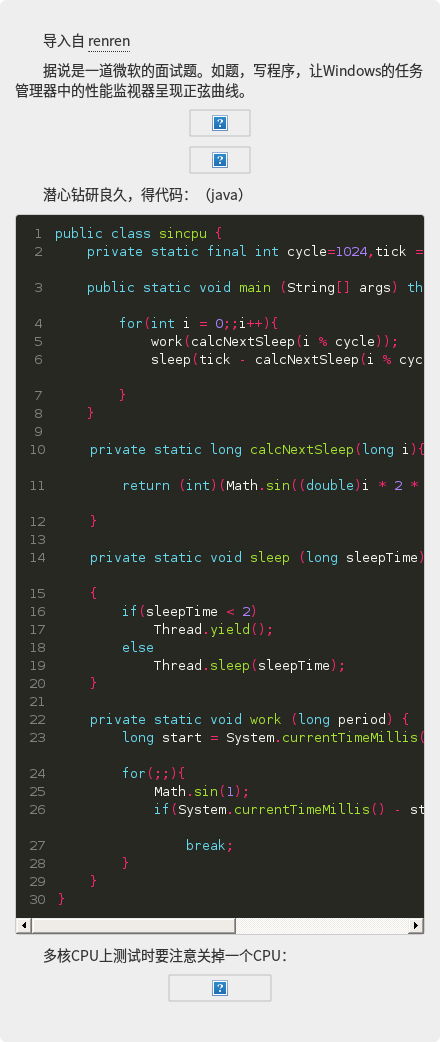 导入自 renren
据说是一道微软的面试题。如题，写程序，让Windows的任务
管理器中的性能监视器呈现正弦曲线。
潜心钻研良久，得代码：（java）
1 public class sincpu {
2 private static final int cycle=1024,tick =
3 public static void main (String[] args) th
4 for(int i = 0;;i++){
5 work(calcNextSleep(i % cycle));
6 sleep(tick - calcNextSleep(i % cyc
7 }
8 }
9
10 private static long calcNextSleep(long i){
11 return (int)(Math.sin((double)i * 2 *
12 }
13
14 private static void sleep (long sleepTime)
15 {
16 if(sleepTime < 2)
17 Thread.yield();
18 else
19 Thread.sleep(sleepTime);
20 }
21
22 private static void work (long period) {
23 long start = System.currentTimeMillis(
24 for(;;){
25 Math.sin(1);
26 if(System.currentTimeMillis() - st
27 break;
28 }
29 }
30 }
多核CPU上测试时要注意关掉一个CPU：